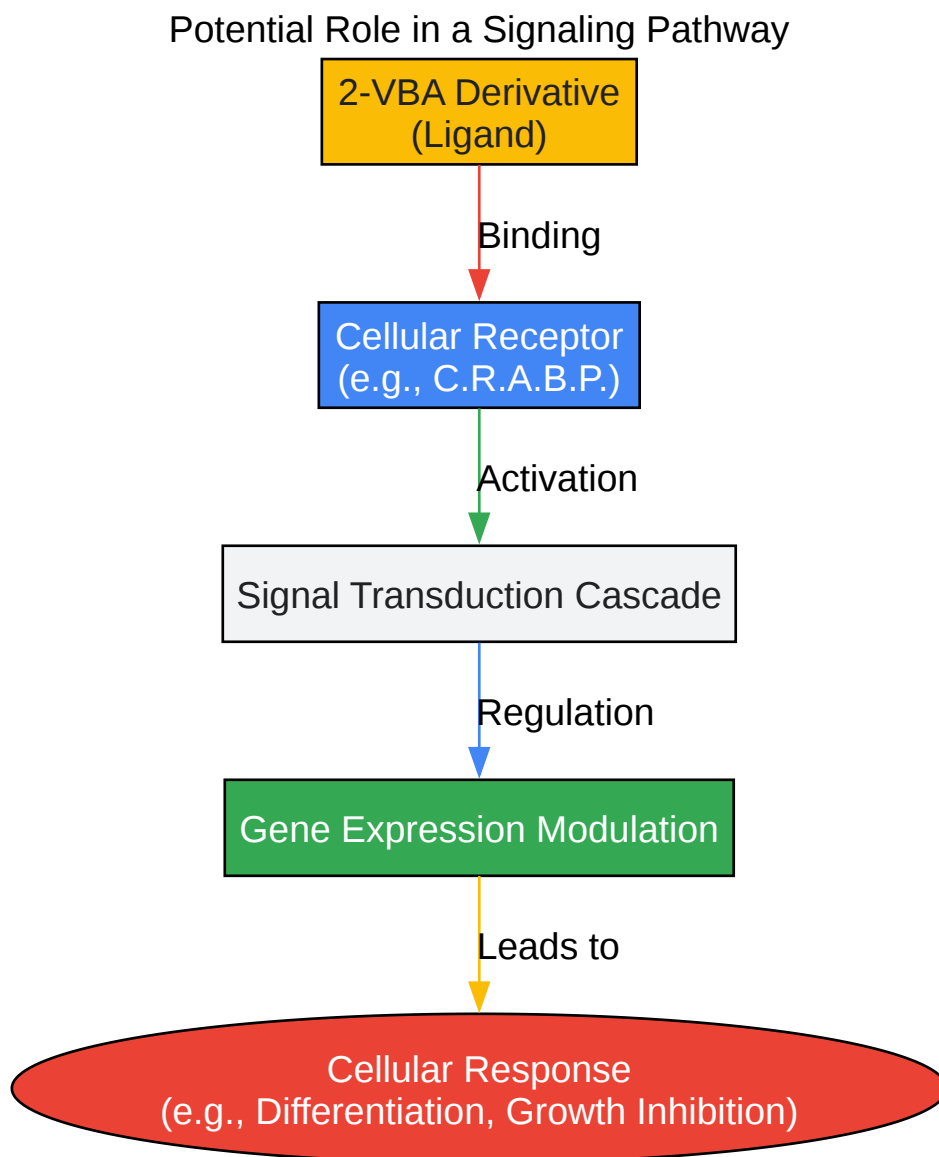 Potential Role in a Signaling Pathway
2-VBA Derivative
(Ligand)
Binding
Cellular Receptor
(e.g., C.R.A.B.P.)
Activation
Signal Transduction Cascade
Regulation
Gene Expression Modulation
Leads to
Cellular Response
(e.g., Differentiation, Growth Inhibition)